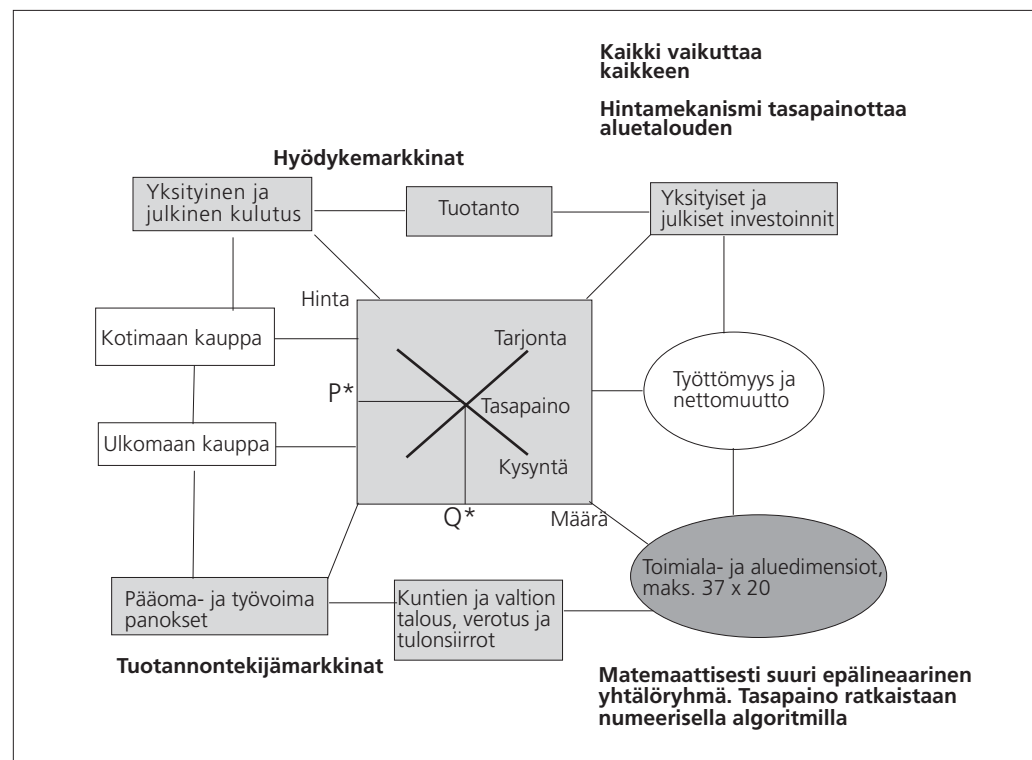 Kaikki vaikuttaa
kaikkeen
Hintamekanismi tasapainottaa
aluetalouden
Hyödykemarkkinat
Yksityinen ja
julkinen kulutus
Tuotanto
Yksityiset ja
julkiset investoinnit
Hinta
Kotimaan kauppa
Tarjonta
P*
Tasapaino
Työttömyys ja
nettomuutto
Ulkomaan kauppa
Kysyntä
Q*
Määrä
Toimiala- ja aluedimensiot,
maks. 37 x 20
Pääoma- ja työvoima
panokset
Kuntien ja valtion
talous, verotus ja
tulonsiirrot
Tuotannontekijämarkkinat
Matemaattisesti suuri epälineaarinen
yhtälöryhmä. Tasapaino ratkaistaan
numeerisella algoritmilla